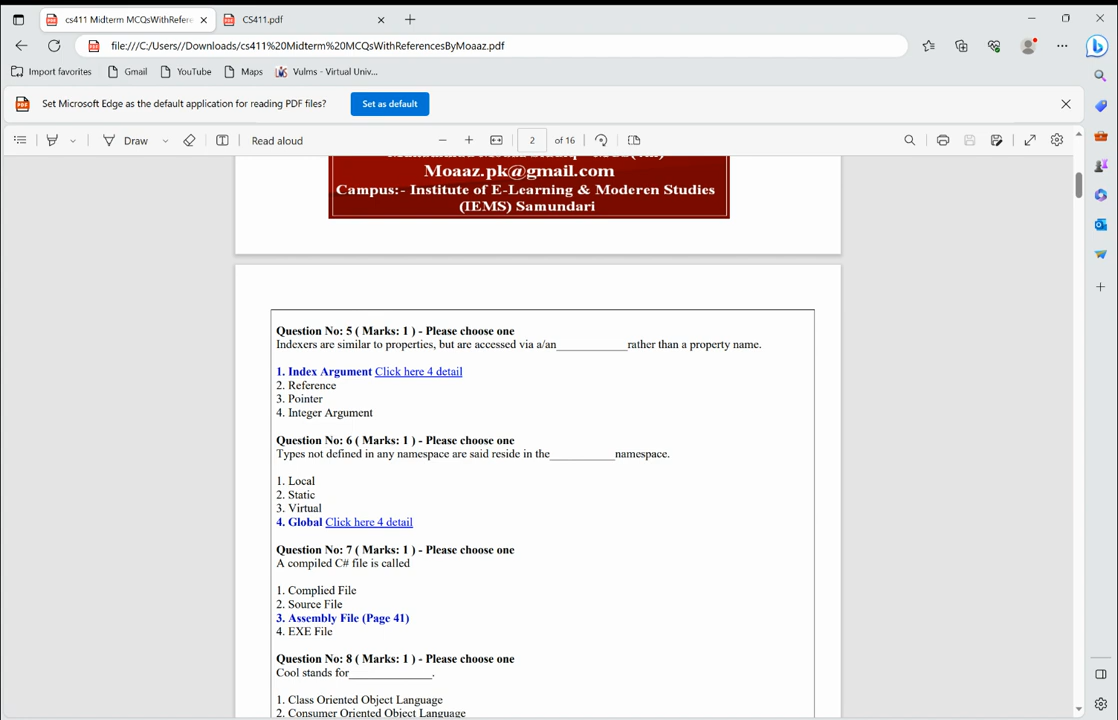 cs411 Midterm MCQsWithRefere
CS411.pdf
file:///C:/Users//Downloads/cs411%20Midterm%20MCQsWithReferencesByMoaaz.pdf
Import favorites
Gmail
YouTube
Maps
Vulms - Virtual Univ...
Set Microsoft Edge as the default application for reading PDF files?
Set as default
Draw
Read aloud
2
of 16
Moaaz.pk@gmail.com
Campus:- Institute of E-Learning & Moderen Studies
(IEMS) Samundari
Question No: 5 ( Marks: 1 ) - Please choose one
Indexers are similar to properties, but are accessed via a/an____________rather than a property name.
1. Index Argument Click here 4 detail
2. Reference
3. Pointer
4. Integer Argument
Question No: 6 ( Marks: 1 ) - Please choose one
Types not defined in any namespace are said reside in the___________namespace.
1. Local
2. Static
3. Virtual
4. Global Click here 4 detail
Question No: 7 ( Marks: 1 ) - Please choose one
A compiled C# file is called
1. Complied File
2. Source File
3. Assembly File (Page 41)
4. EXE File
Question No: 8 ( Marks: 1 ) - Please choose one
Cool stands for______________.
1. Class Oriented Object Language
2. Consumer Oriented Object Language